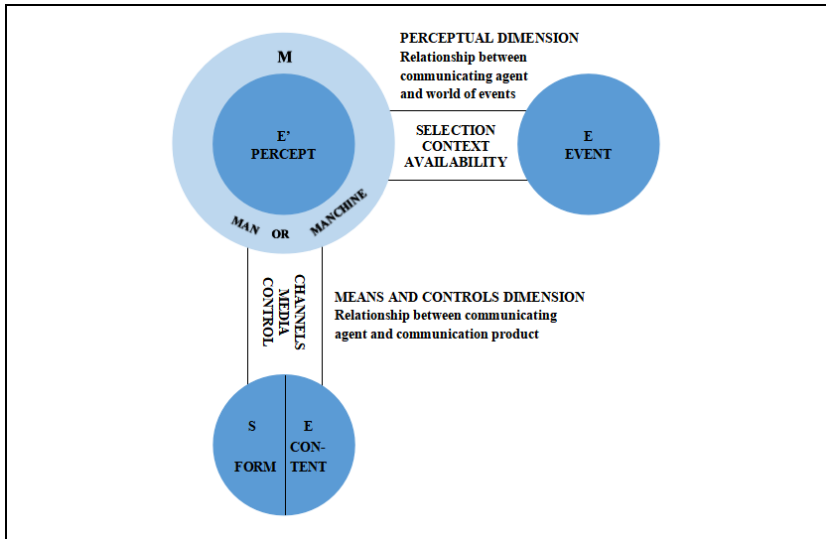 M
E’
PERCEPT
MAN OR MANCHINE
PERCEPTUAL DIMENSION
Relationship between
communicating agent
and world of events
SELECTION
CONTEXT
AVAILABILITY
E
EVENT
CHANNELS
MEDIA
CONTROL
MEANS AND CONTROLS DIMENSION
Relationship between communicating
agent and communication product
S
FORM
E
CON-
TENT